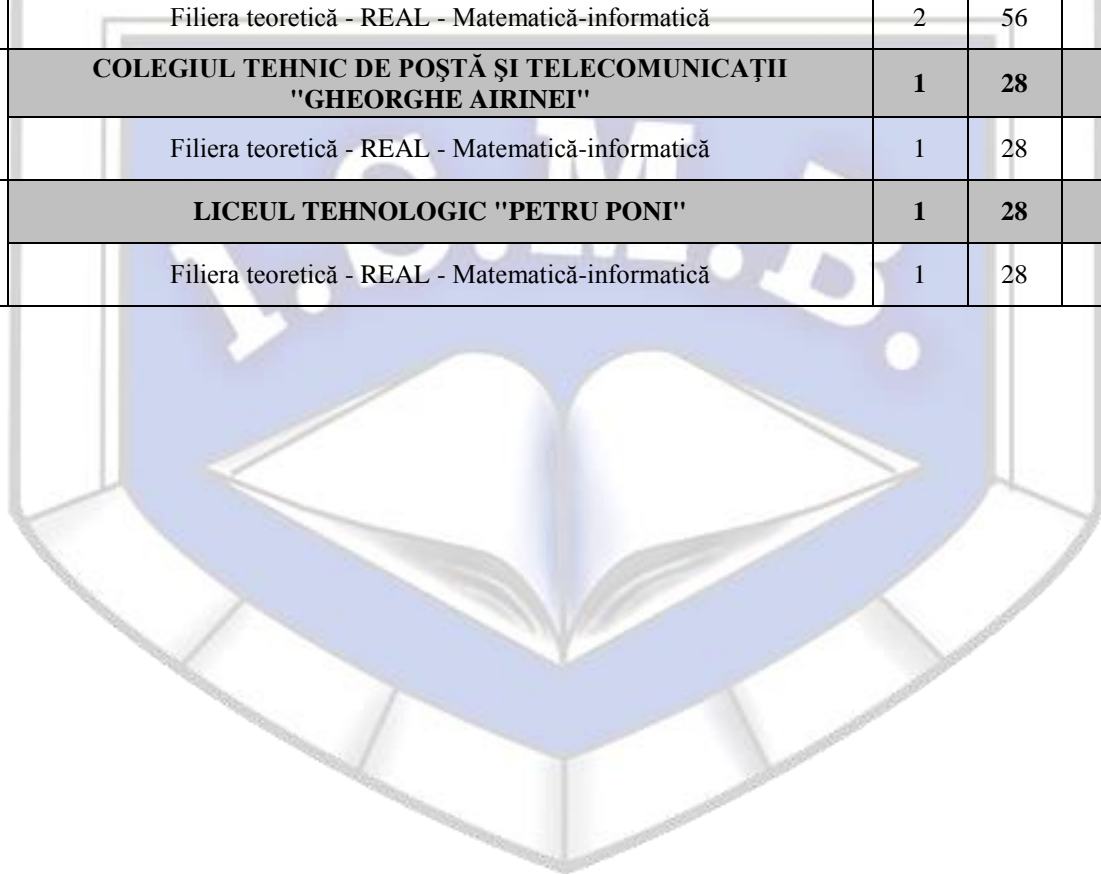 Filiera teoretică - REAL - Matematică-informatică 2 56
COLEGIUL TEHNIC DE POŞTĂ ŞI TELECOMUNICAŢII
''GHEORGHE AIRINEI'' 1 28
Filiera teoretică - REAL - Matematică-informatică 1 28
LICEUL TEHNOLOGIC ''PETRU PONI'' 1 28
Filiera teoretică - REAL - Matematică-informatică 1 28
I.S.M.B.